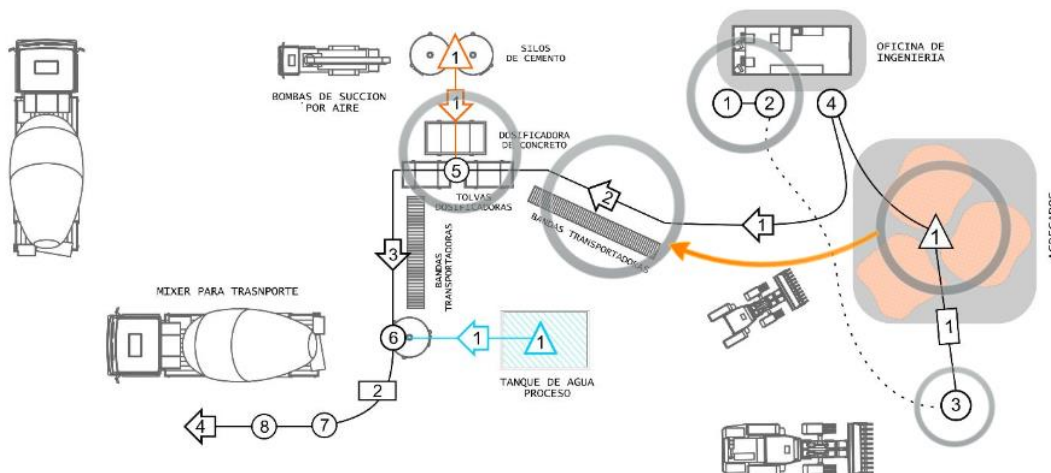 SILOS
DE CEMENTO
1
OFICINA DE
INGENIERIA
BOMBAS DE SUCCION
POR AIRE
1
1
2
4
DOSIFICADORA
DE CONCRETO
5
TOLVAS
DOSIFICADORAS
2
1
BANDAS TRANSPORTADORAS
AGREGADOS
1
3
BANDAS
TRANSPORTADORAS
MIXER PARA TRASNPORTE
6
1
1
1
TANQUE DE AGUA
PROCESO
2
3
4
8
7